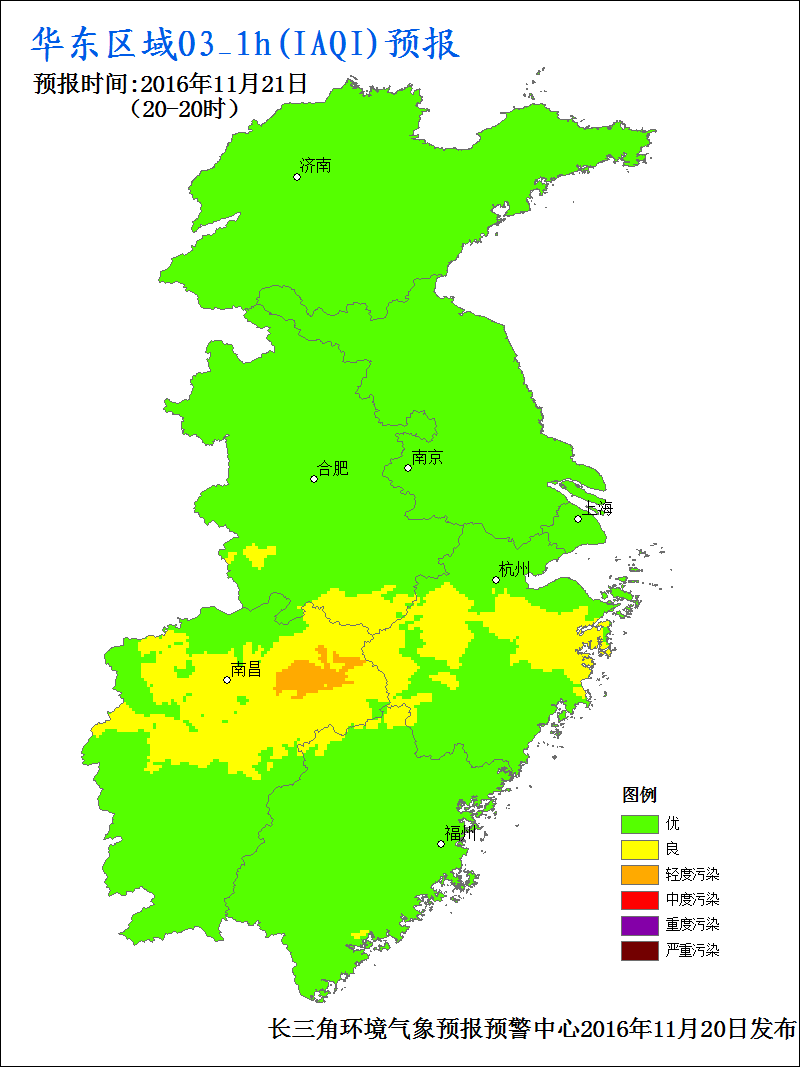 华东区域O3_1h(IAQI)预报
预报时间:2016年11月21日
（20-20时）
济南
南京
合肥
上海
杭州
南昌
福州
图例
优
良
轻度污染
中度污染
重度污染
严重污染
长三角环境气象预报预警中心2016年11月20日发布